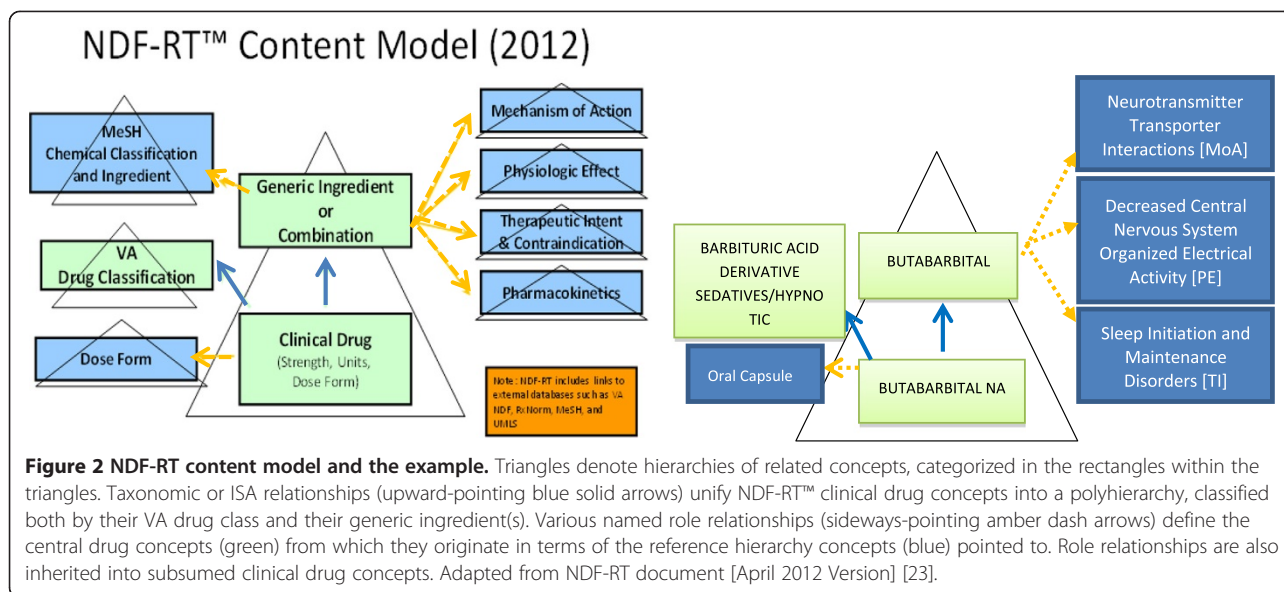 NDF-RT™ Content Model (2012)
MeSH
Chemical Classification
and Ingredient
VA
Drug Classification
Dose Form
Generic Ingredient
or
Combination
Clinical Drug
(Strength, Units,
Dose Form)
Mechanism of Action
Physiologic Effect
Therapeutic Intent
& Contraindication
Pharmacokinetics
Note: NDF-RT includes links to
external databases such as VA
NDF, RxNorm, MeSH, and
UMLS
BARBITURIC ACID
DERIVATIVE
SEDATIVES/HYPNO
TIC
Oral Capsule
BUTABARBITAL
BUTABARBITAL NA
Neurotransmitter
Transporter
Interactions [MoA]
Decreased Central
Nervous System
Organized Electrical
Activity [PE]
Sleep Initiation and
Maintenance
Disorders [TI]
Figure 2 NDF-RT content model and the example. Triangles denote hierarchies of related concepts, categorized in the rectangles within the
triangles. Taxonomic or ISA relationships (upward-pointing blue solid arrows) unify NDF-RT™ clinical drug concepts into a polyhierarchy, classified
both by their VA drug class and their generic ingredient(s). Various named role relationships (sideways-pointing amber dash arrows) define the
central drug concepts (green) from which they originate in terms of the reference hierarchy concepts (blue) pointed to. Role relationships are also
inherited into subsumed clinical drug concepts. Adapted from NDF-RT document [April 2012 Version] [23].